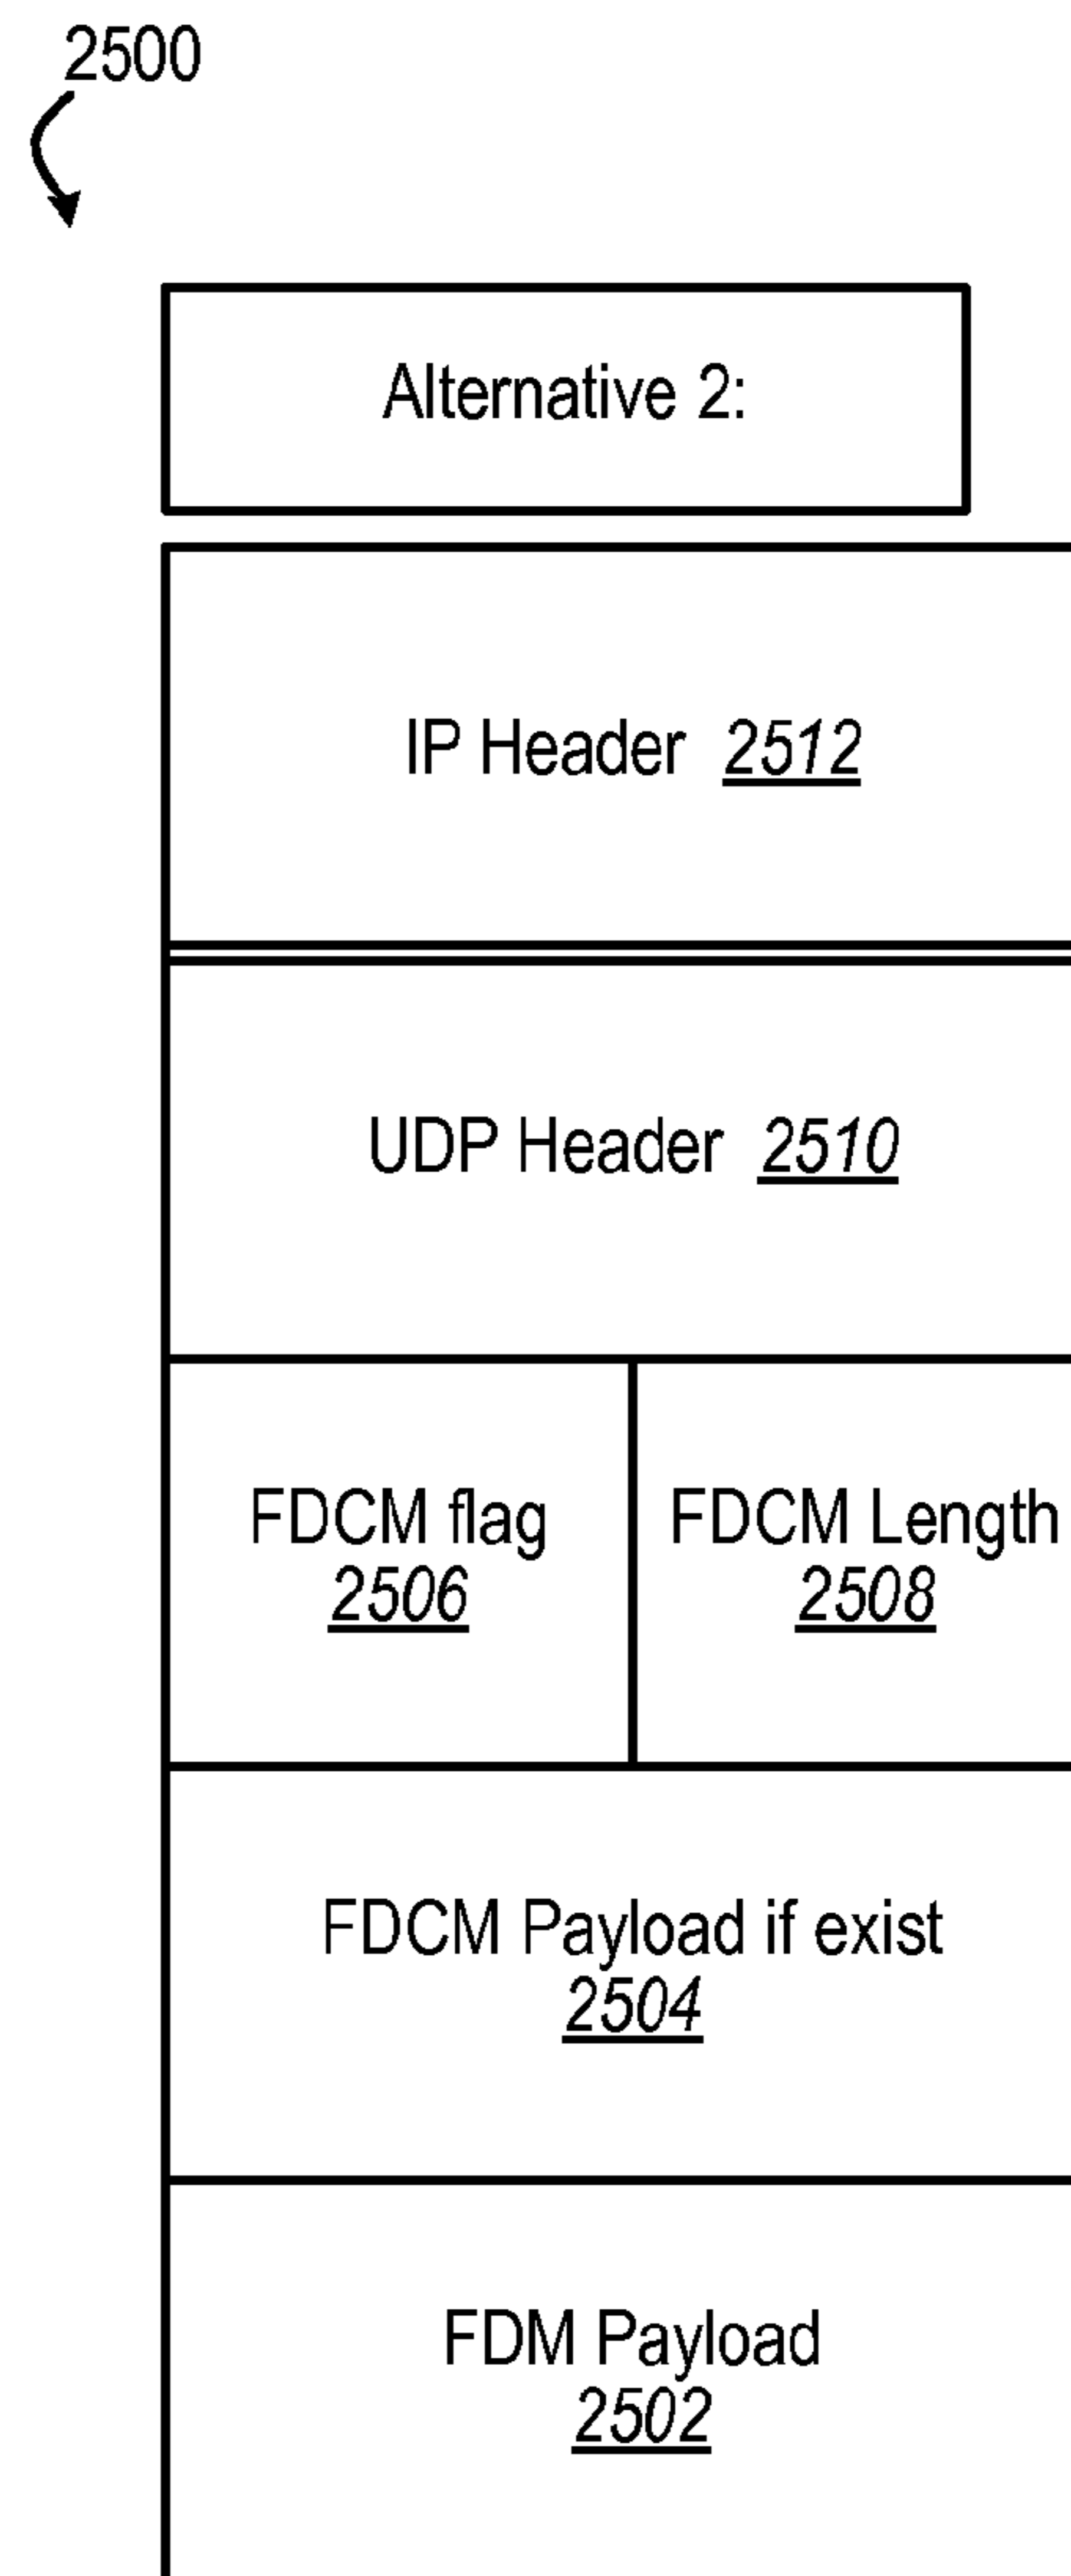 2500
Alternative 2:
IP Header 2512
UDP Header 2510
FDCM flag
2506
FDCM Length
2508
FDCM Payload if exist
2504
FDM Payload
2502